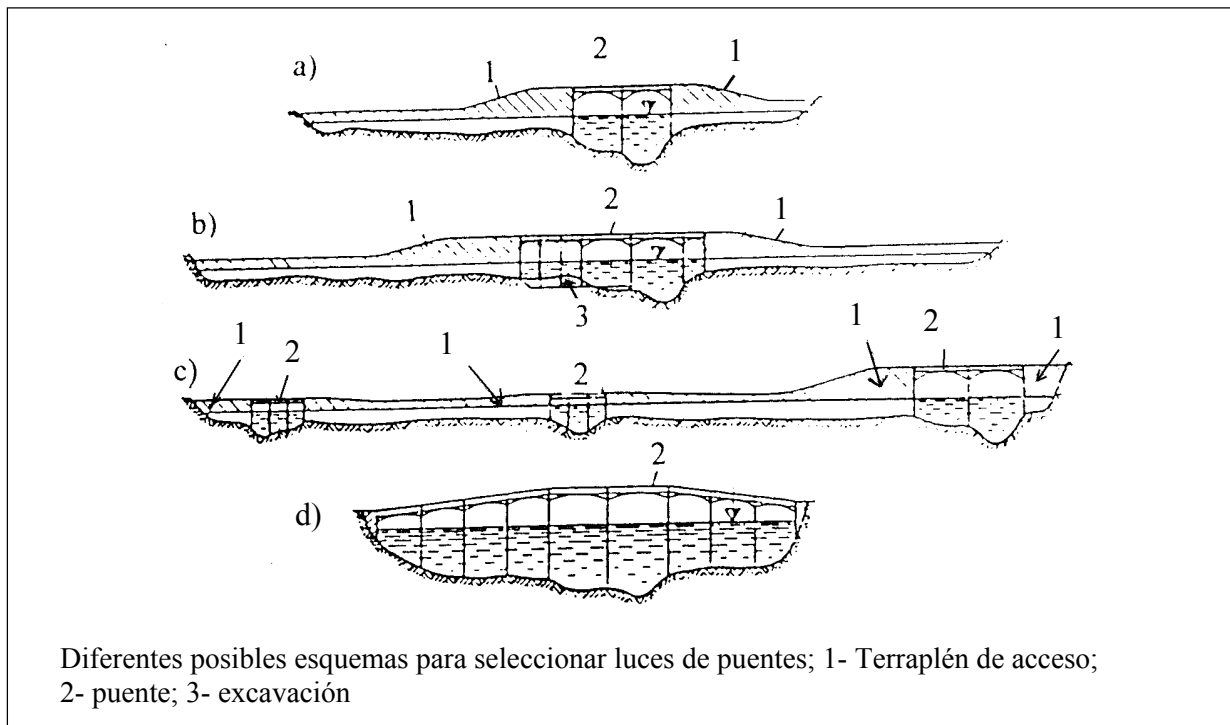 a)
1
2
1
b)
1
2
1
3
c)
1
2
1
2
1
2
1
d)
2
Diferentes posibles esquemas para seleccionar luces de puentes; 1- Terraplén de acceso;
2- puente; 3- excavación